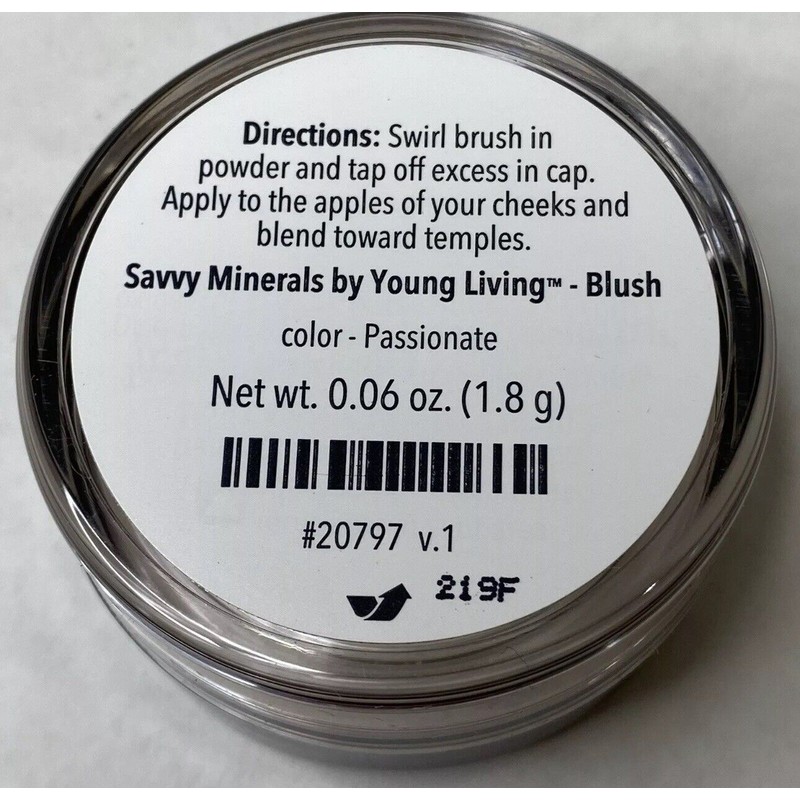 Directions: Swirl brush in
powder and tap off excess in cap.
Apply to the apples of your cheeks and
blend toward temples.
Savvy Minerals by Young Living™ - Blush
color - Passionate
Net wt. 0.06 oz. (1.8 g)
#20797 v.1
219F